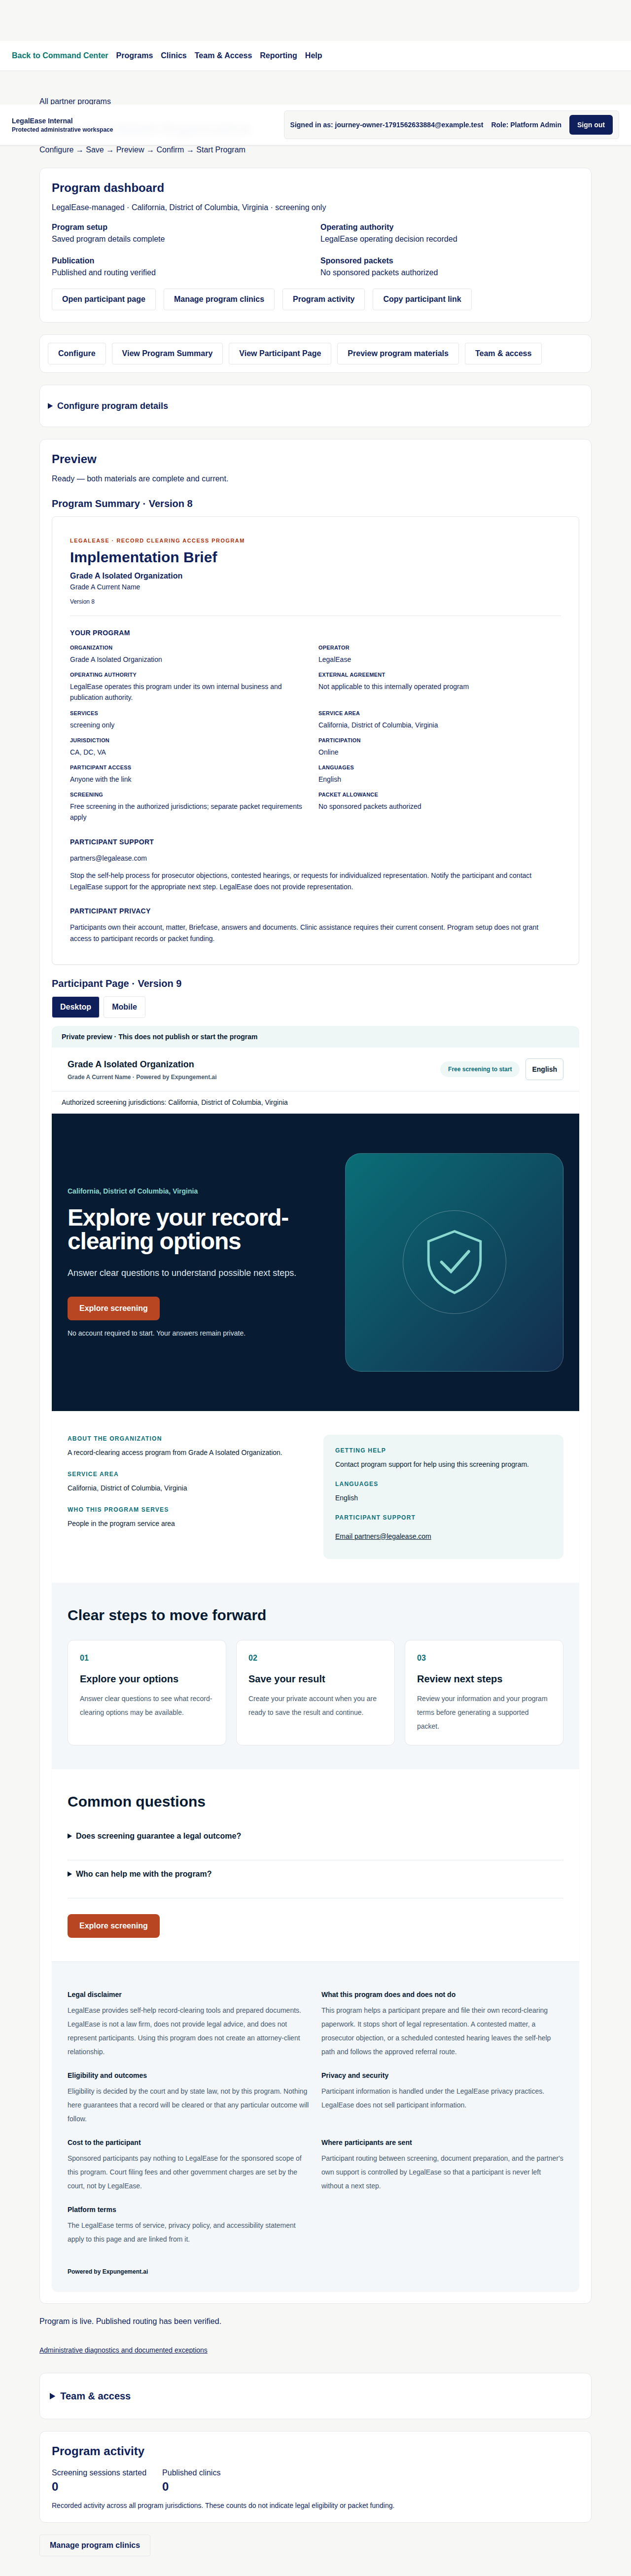 Back to Command Center Programs Clinics Team & Access Reporting Help
All partner programs
LegalEase Internal
Protected administrative workspace
Signed in as: journey-owner-1791562633884@example.test Role: Platform Admin Sign out
Configure → Save → Preview → Confirm → Start Program
Program dashboard
LegalEase-managed · California, District of Columbia, Virginia · screening only
Program setup
Saved program details complete
Operating authority
LegalEase operating decision recorded
Publication
Published and routing verified
Sponsored packets
No sponsored packets authorized
Open participant page Manage program clinics Program activity Copy participant link
Configure View Program Summary View Participant Page Preview program materials Team & access
Configure program details
Preview
Ready — both materials are complete and current.
Program Summary · Version 8
LEGALEASE · RECORD CLEARING ACCESS PROGRAM
Implementation Brief
Grade A Isolated Organization
Grade A Current Name
Version 8
YOUR PROGRAM
ORGANIZATION
Grade A Isolated Organization
OPERATOR
LegalEase
OPERATING AUTHORITY
LegalEase operates this program under its own internal business and
publication authority.
EXTERNAL AGREEMENT
Not applicable to this internally operated program
SERVICES
screening only
SERVICE AREA
California, District of Columbia, Virginia
JURISDICTION
CA, DC, VA
PARTICIPATION
Online
PARTICIPANT ACCESS
Anyone with the link
LANGUAGES
English
SCREENING
Free screening in the authorized jurisdictions; separate packet requirements
apply
PACKET ALLOWANCE
No sponsored packets authorized
PARTICIPANT SUPPORT
partners@legalease.com
Stop the self-help process for prosecutor objections, contested hearings, or requests for individualized representation. Notify the participant and contact
LegalEase support for the appropriate next step. LegalEase does not provide representation.
PARTICIPANT PRIVACY
Participants own their account, matter, Briefcase, answers and documents. Clinic assistance requires their current consent. Program setup does not grant
access to participant records or packet funding.
Participant Page · Version 9
Desktop Mobile
Private preview · This does not publish or start the program
Grade A Isolated Organization
Grade A Current Name · Powered by Expungement.ai
Free screening to start English
Authorized screening jurisdictions: California, District of Columbia, Virginia
California, District of Columbia, Virginia
Explore your record-
clearing options
Answer clear questions to understand possible next steps.
Explore screening
No account required to start. Your answers remain private.
ABOUT THE ORGANIZATION
A record-clearing access program from Grade A Isolated Organization.
SERVICE AREA
California, District of Columbia, Virginia
WHO THIS PROGRAM SERVES
People in the program service area
GETTING HELP
Contact program support for help using this screening program.
LANGUAGES
English
PARTICIPANT SUPPORT
Email partners@legalease.com
Clear steps to move forward
01
Explore your options
Answer clear questions to see what record-
clearing options may be available.
02
Save your result
Create your private account when you are
ready to save the result and continue.
03
Review next steps
Review your information and your program
terms before generating a supported
packet.
Common questions
Does screening guarantee a legal outcome?
Who can help me with the program?
Explore screening
Legal disclaimer
LegalEase provides self-help record-clearing tools and prepared documents.
LegalEase is not a law firm, does not provide legal advice, and does not
represent participants. Using this program does not create an attorney-client
relationship.
What this program does and does not do
This program helps a participant prepare and file their own record-clearing
paperwork. It stops short of legal representation. A contested matter, a
prosecutor objection, or a scheduled contested hearing leaves the self-help
path and follows the approved referral route.
Eligibility and outcomes
Eligibility is decided by the court and by state law, not by this program. Nothing
here guarantees that a record will be cleared or that any particular outcome will
follow.
Privacy and security
Participant information is handled under the LegalEase privacy practices.
LegalEase does not sell participant information.
Cost to the participant
Sponsored participants pay nothing to LegalEase for the sponsored scope of
this program. Court filing fees and other government charges are set by the
court, not by LegalEase.
Where participants are sent
Participant routing between screening, document preparation, and the partner's
own support is controlled by LegalEase so that a participant is never left
without a next step.
Platform terms
The LegalEase terms of service, privacy policy, and accessibility statement
apply to this page and are linked from it.
Powered by Expungement.ai
Program is live. Published routing has been verified.
Administrative diagnostics and documented exceptions
Team & access
Program activity
Screening sessions started
0
Published clinics
0
Recorded activity across all program jurisdictions. These counts do not indicate legal eligibility or packet funding.
Manage program clinics